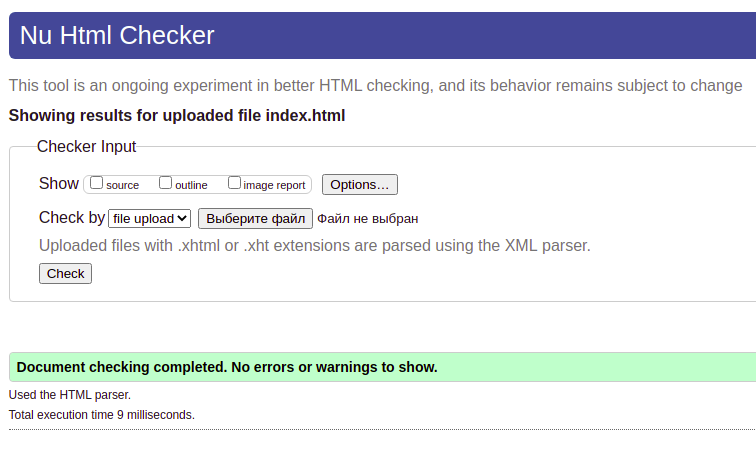 Nu Html Checker
This tool is an ongoing experiment in better HTML checking, and its behavior remains subject to change
Showing results for uploaded file index.html
Checker Input
Show source outline image report Options...
Check by file upload Выберите файл Файл не выбран
Uploaded files with .xhtml or .xht extensions are parsed using the XML parser.
Check
Document checking completed. No errors or warnings to show.
Used the HTML parser.
Total execution time 9 milliseconds.